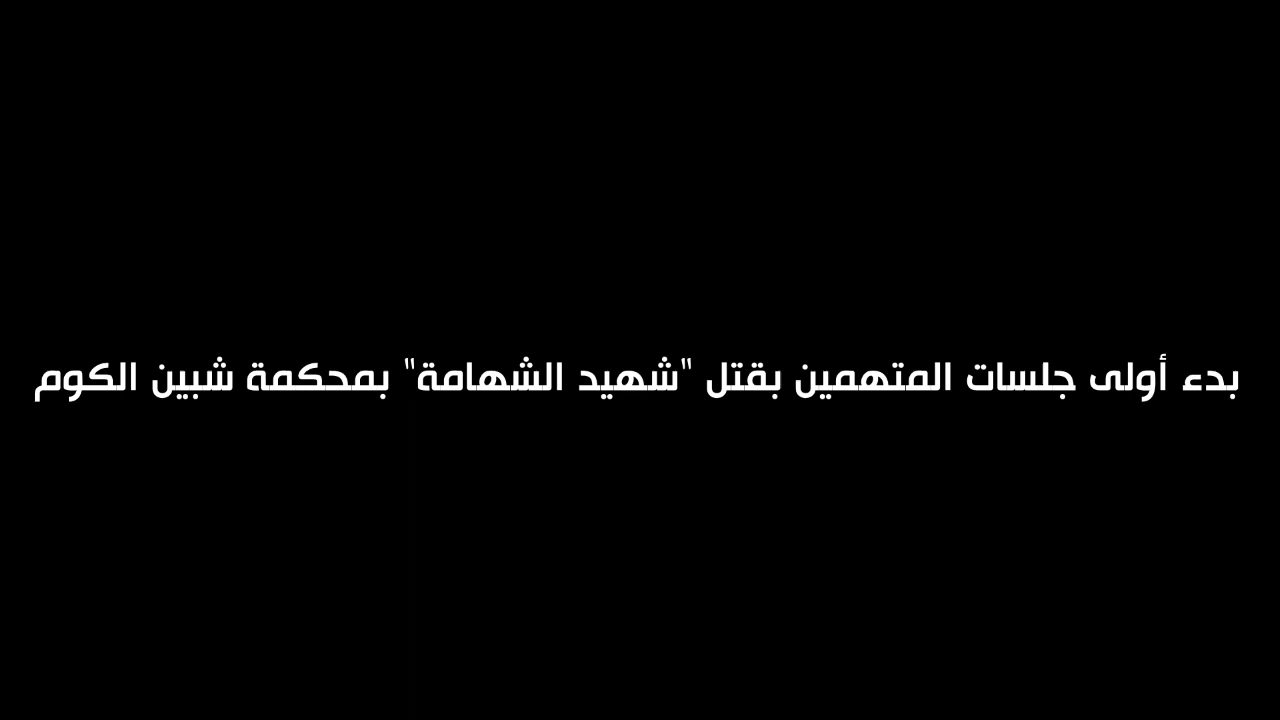 بدء أولى جلسات المتهمين بقتل "شهيد الشهامة" بمحكمة شبين الكوم